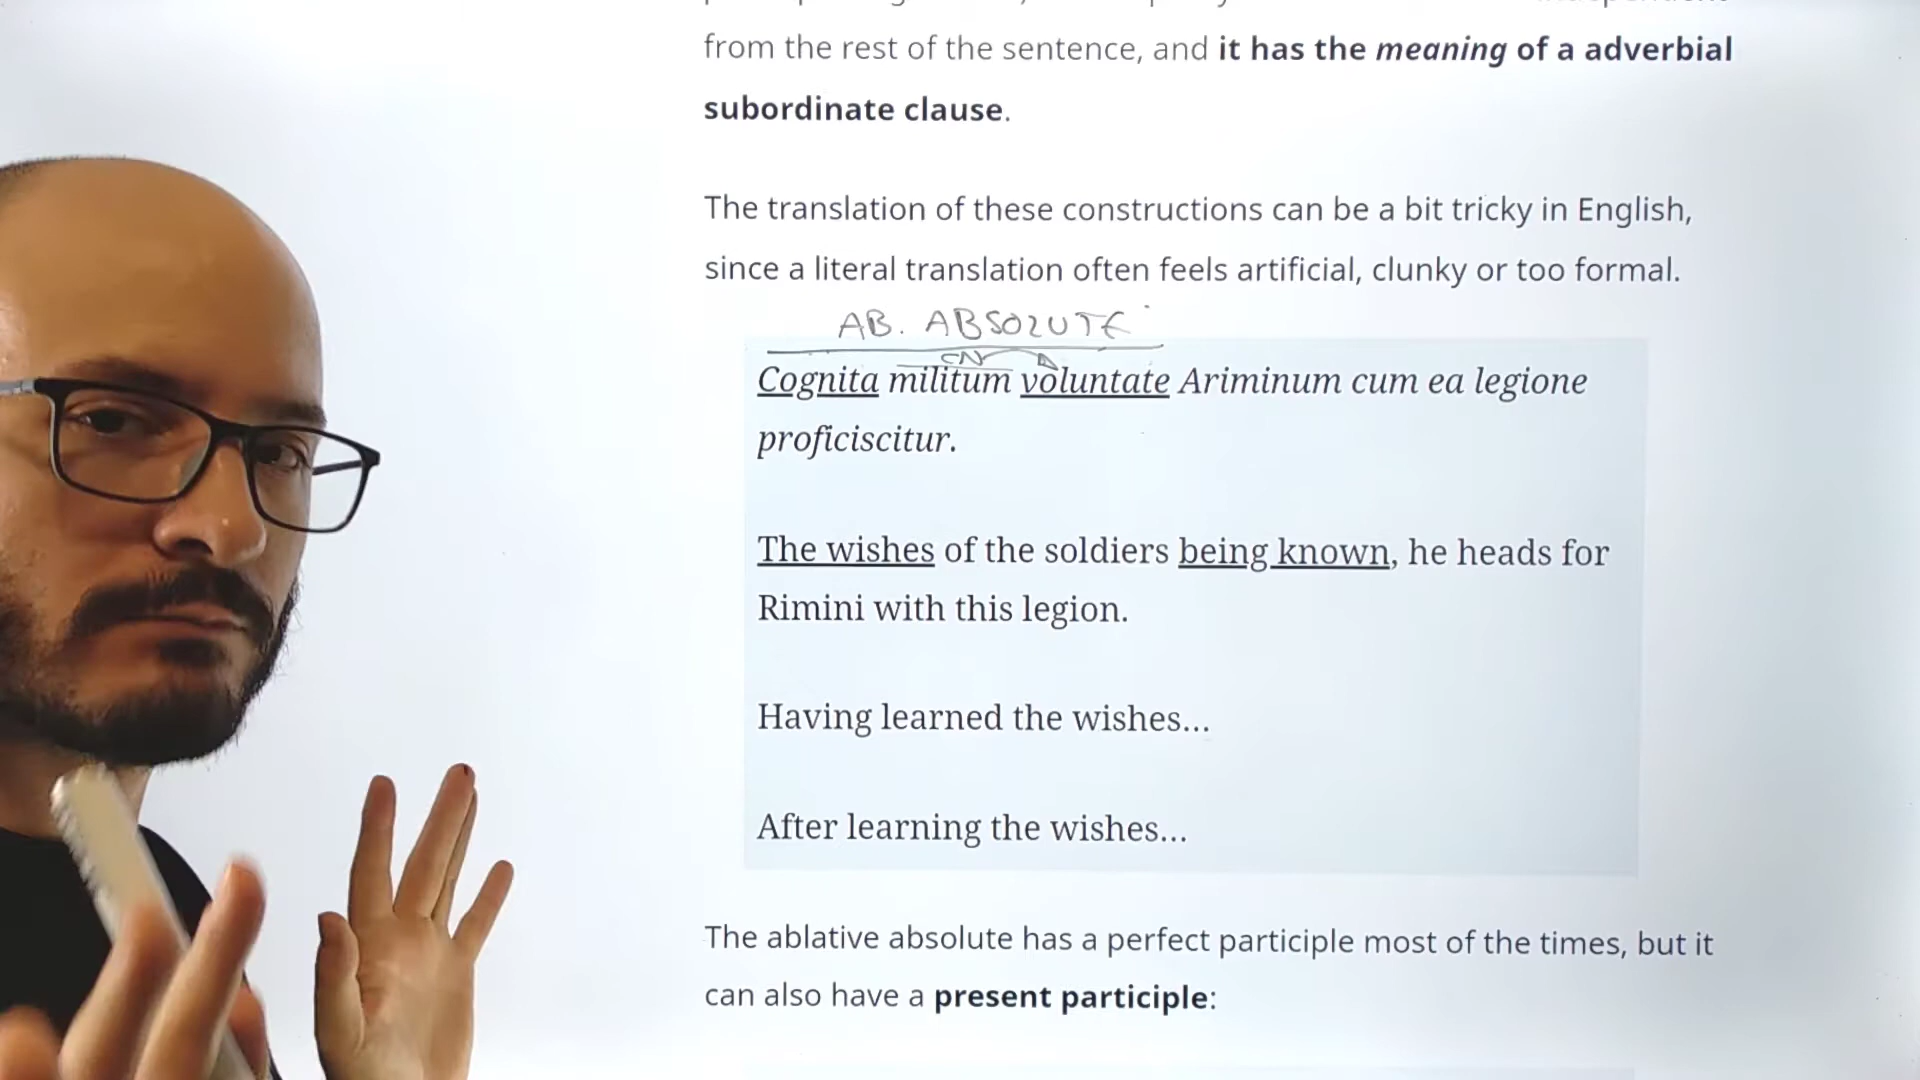 from the rest of the sentence, and it has the meaning of a adverbial
subordinate clause.
The translation of these constructions can be a bit tricky in English,
since a literal translation often feels artificial, clunky or too formal.
AB. ABSOLUTE
CN
Cognita militum voluntate Ariminum cum ea legione
proficiscitur.
The wishes of the soldiers being known, he heads for
Rimini with this legion.
Having learned the wishes...
After learning the wishes...
The ablative absolute has a perfect participle most of the times, but it
can also have a present participle: